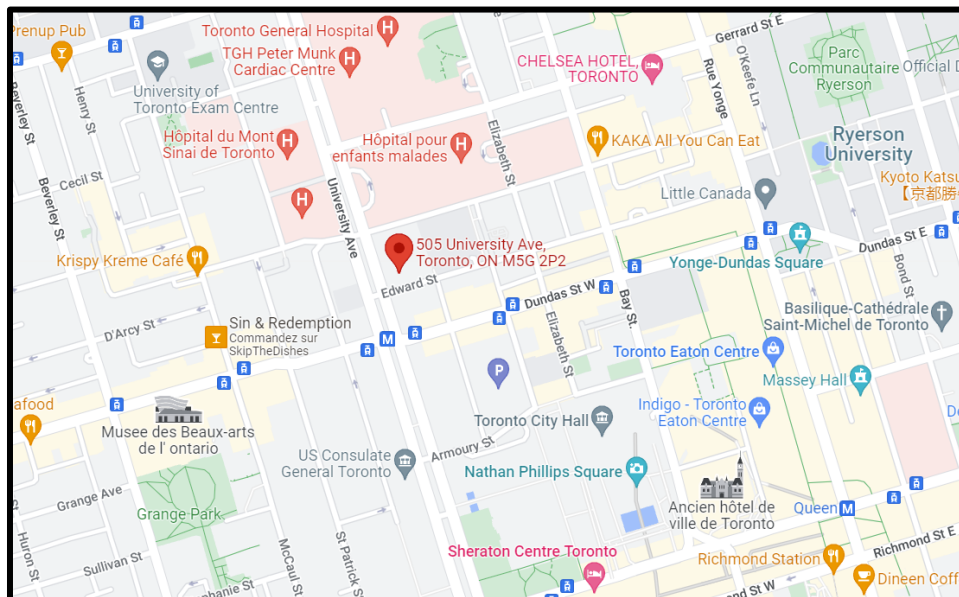 Prenup Pub
Toronto General Hospital
TGH Peter Munk
Cardiac Centre
CHELSEA HOTEL,
TORONTO
Gerrard St E
O'Keefe Ln
Rue Yonge
Parc
Communautaire
Ryerson
Official D
Beverley St
Henry St
University of
Toronto Exam Centre
Hôpital du Mont
Sinai de Toronto
Hôpital pour
enfants malades
Elizabeth St
KAKA All You Can Eat
Ryerson
University
Kyoto Katsu
【京都勝
Cecil St
Beverley St
University Ave
Little Canada
Krispy Kreme Café
505 University Ave,
Toronto, ON M5G 2P2
Edward St
Yonge-Dundas Square
Dundas St E
Bond St
Dundas St W
Bay St.
Elizabeth St
Basilique-Cathédrale
Saint-Michel de Toronto
D'Arcy St
Sin & Redemption
Commandez sur
SkipTheDishes
M
P
Toronto Eaton Centre
Massey Hall
afood
Musee des Beaux-arts
de l' ontario
Toronto City Hall
Indigo - Toronto
Eaton Centre
US Consulate
General Toronto
Armoury St
Nathan Phillips Square
Grange Ave
Grange Park
Ancien hôtel de
ville de Toronto
Queen M
Huron St
Sullivan St
McCaul St
St Patrick St
Sheraton Centre Toronto
Richmond Station
Richmond St E
phanie St
nd St W
Dineen Coff